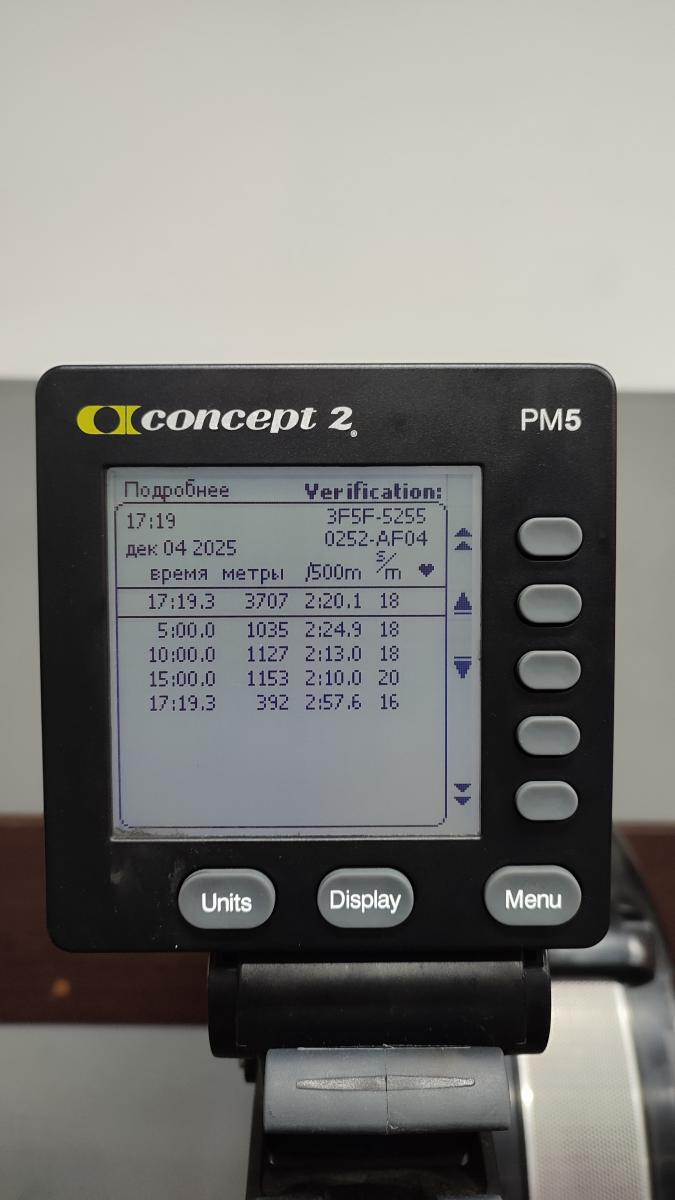 concept 2® PM5
Подробнее Verification:
17:19 3F5F-5255
дек 04 2025 0252-AF04
время метры /500m s/m ♥
17:19.3 3707 2:20.1 18
5:00.0 1035 2:24.9 18
10:00.0 1127 2:13.0 18
15:00.0 1153 2:10.0 20
17:19.3 392 2:57.6 16
Units Display Menu